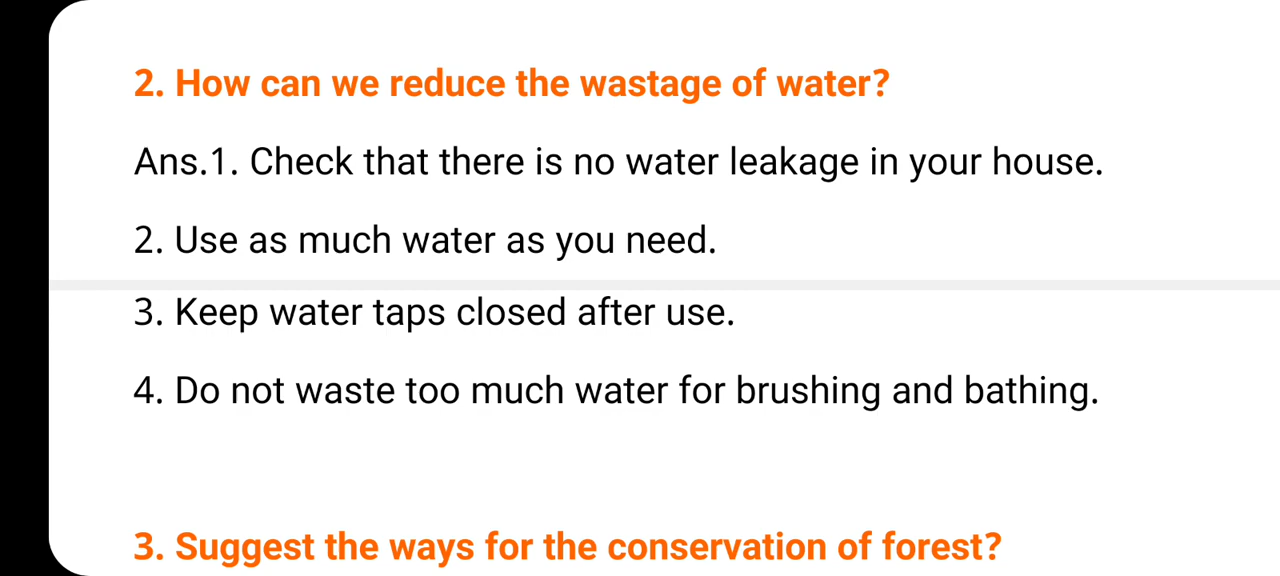 2. How can we reduce the wastage of water?
Ans.1. Check that there is no water leakage in your house.
2. Use as much water as you need.
3. Keep water taps closed after use.
4. Do not waste too much water for brushing and bathing.
3. Suggest the ways for the conservation of forest?